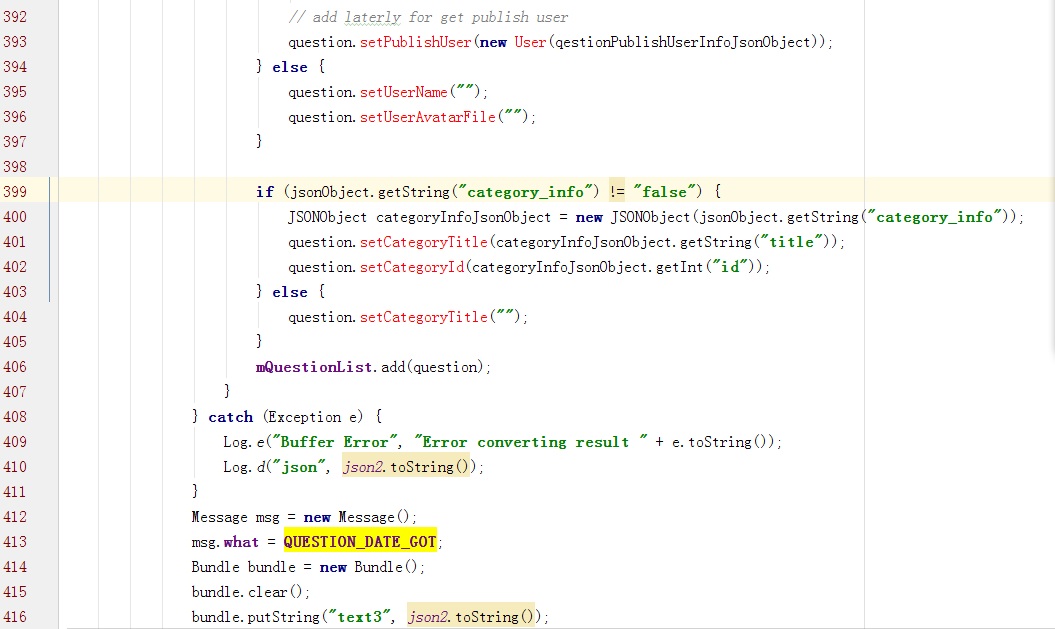 392 // add laterly for get publish user
393 question.setPublishUser(new User(qestionPublishUserInfoJsonObject));
394 } else {
395 question.setUserName("");
396 question.setUserAvatarFile("");
397 }
398
399 if (jsonObject.getString("category_info") != "false") {
400 JSONObject categoryInfoJsonObject = new JSONObject(jsonObject.getString("category_info"));
401 question.setCategoryTitle(categoryInfoJsonObject.getString("title"));
402 question.setCategoryId(categoryInfoJsonObject.getInt("id"));
403 } else {
404 question.setCategoryTitle("");
405 }
406 mQuestionList.add(question);
407 }
408 } catch (Exception e) {
409 Log.e("Buffer Error", "Error converting result " + e.toString());
410 Log.d("json", json2.toString());
411 }
412 Message msg = new Message();
413 msg.what = QUESTION_DATE_GOT;
414 Bundle bundle = new Bundle();
415 bundle.clear();
416 bundle.putString("text3", json2.toString());